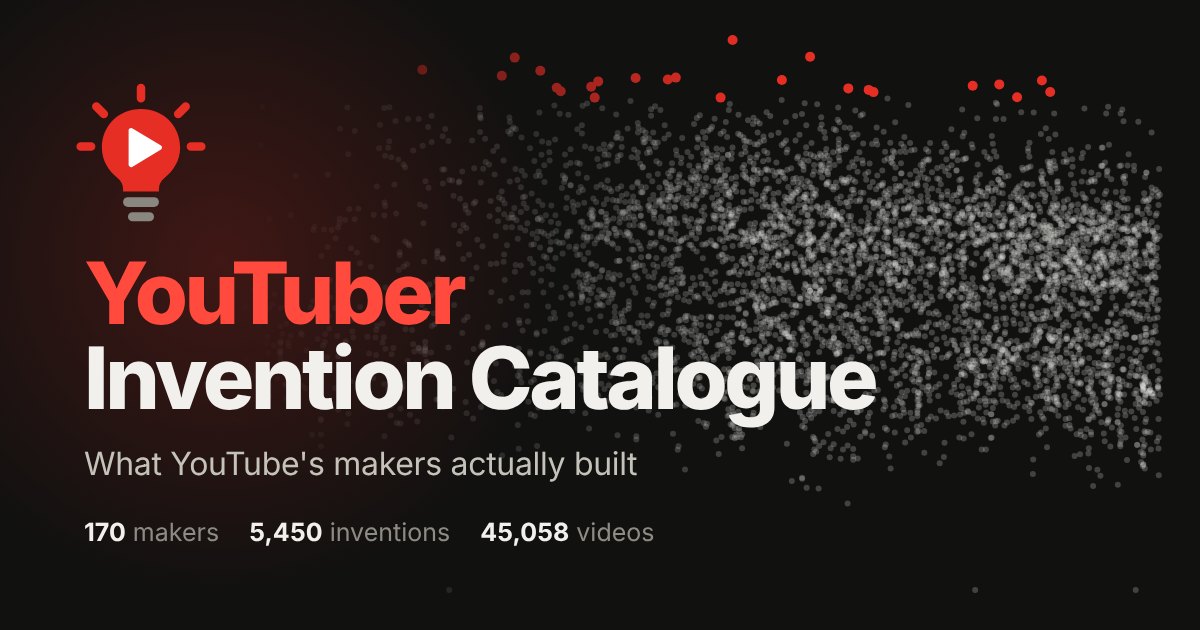 YouTuber
Invention Catalogue
What YouTube's makers actually built
170 makers 5,450 inventions 45,058 videos